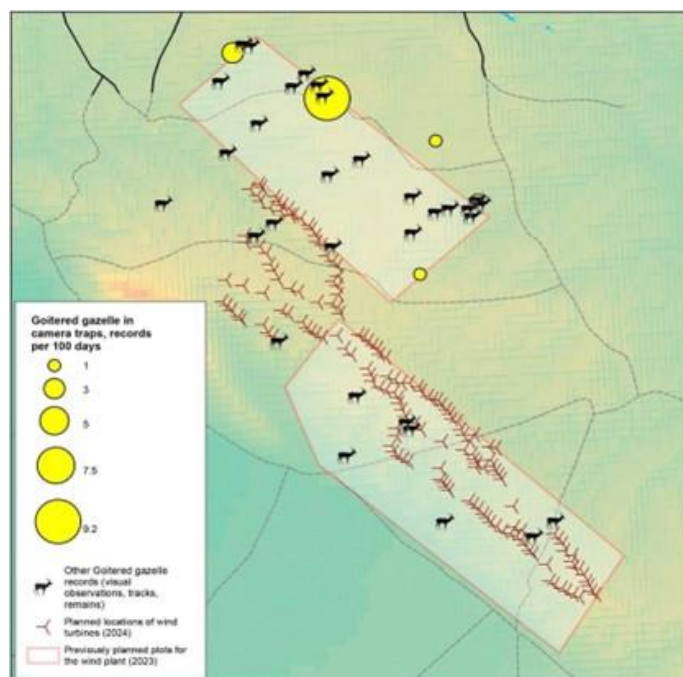 Goitered gazelle in
camera traps, records
per 100 days
1
3
5
7.5
9.2
Other Goitered gazelle
records (visual
observations, tracks,
remains)
Planned locations of wind
turbines (2024)
Previously planned plots for
the wind plant (2023)